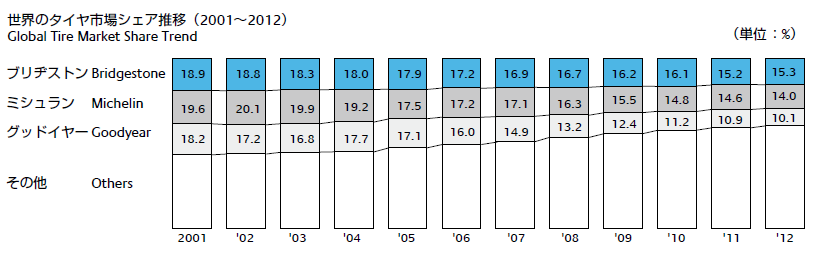 世界のタイヤ市場シェア推移（2001～2012）
Global Tire Market Share Trend
（単位：%）
ブリヂストン Bridgestone 18.9 18.8 18.3 18.0 17.9 17.2 16.9 16.7 16.2 16.1 15.2 15.3
ミシュラン Michelin 19.6 20.1 19.9 19.2 17.5 17.2 17.1 16.3 15.5 14.8 14.6 14.0
グッドイヤー Goodyear 18.2 17.2 16.8 17.7 17.1 16.0 14.9 13.2 12.4 11.2 10.9 10.1
その他 Others
2001 '02 '03 '04 '05 '06 '07 '08 '09 '10 '11 '12